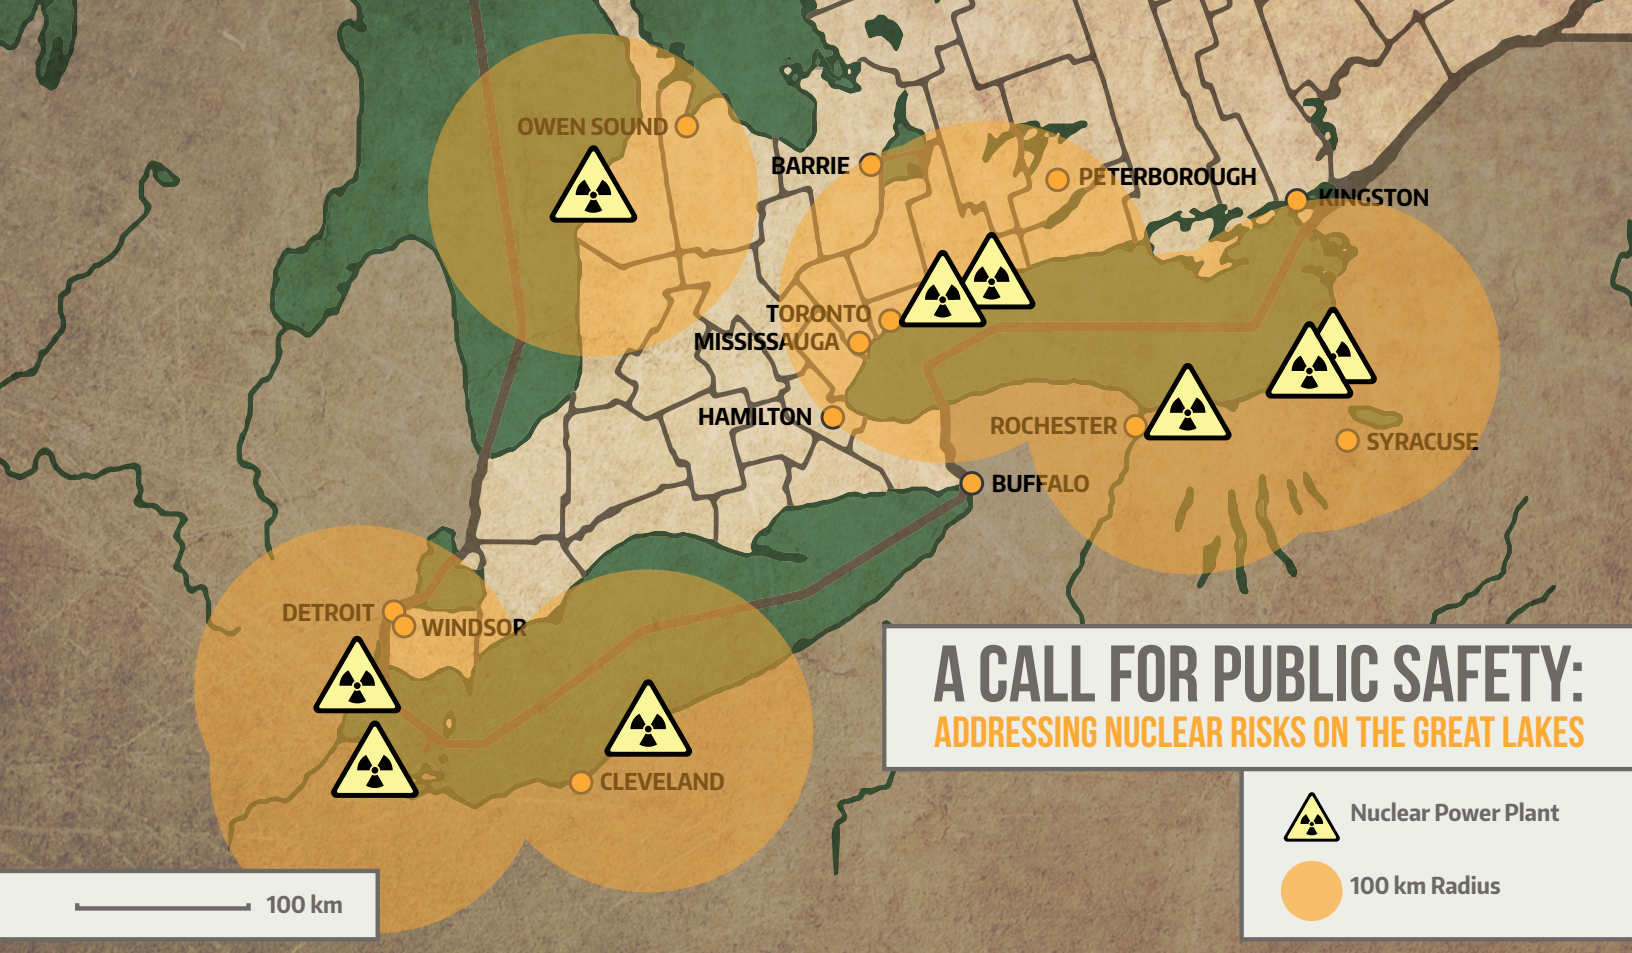 OWEN SOUND
BARRIE
PETERBOROUGH
KINGSTON
TORONTO
MISSISSAUGA
HAMILTON
ROCHESTER
SYRACUSE
BUFFALO
DETROIT
WINDSOR
CLEVELAND
A CALL FOR PUBLIC SAFETY:
ADDRESSING NUCLEAR RISKS ON THE GREAT LAKES
Nuclear Power Plant
100 km Radius
100 km